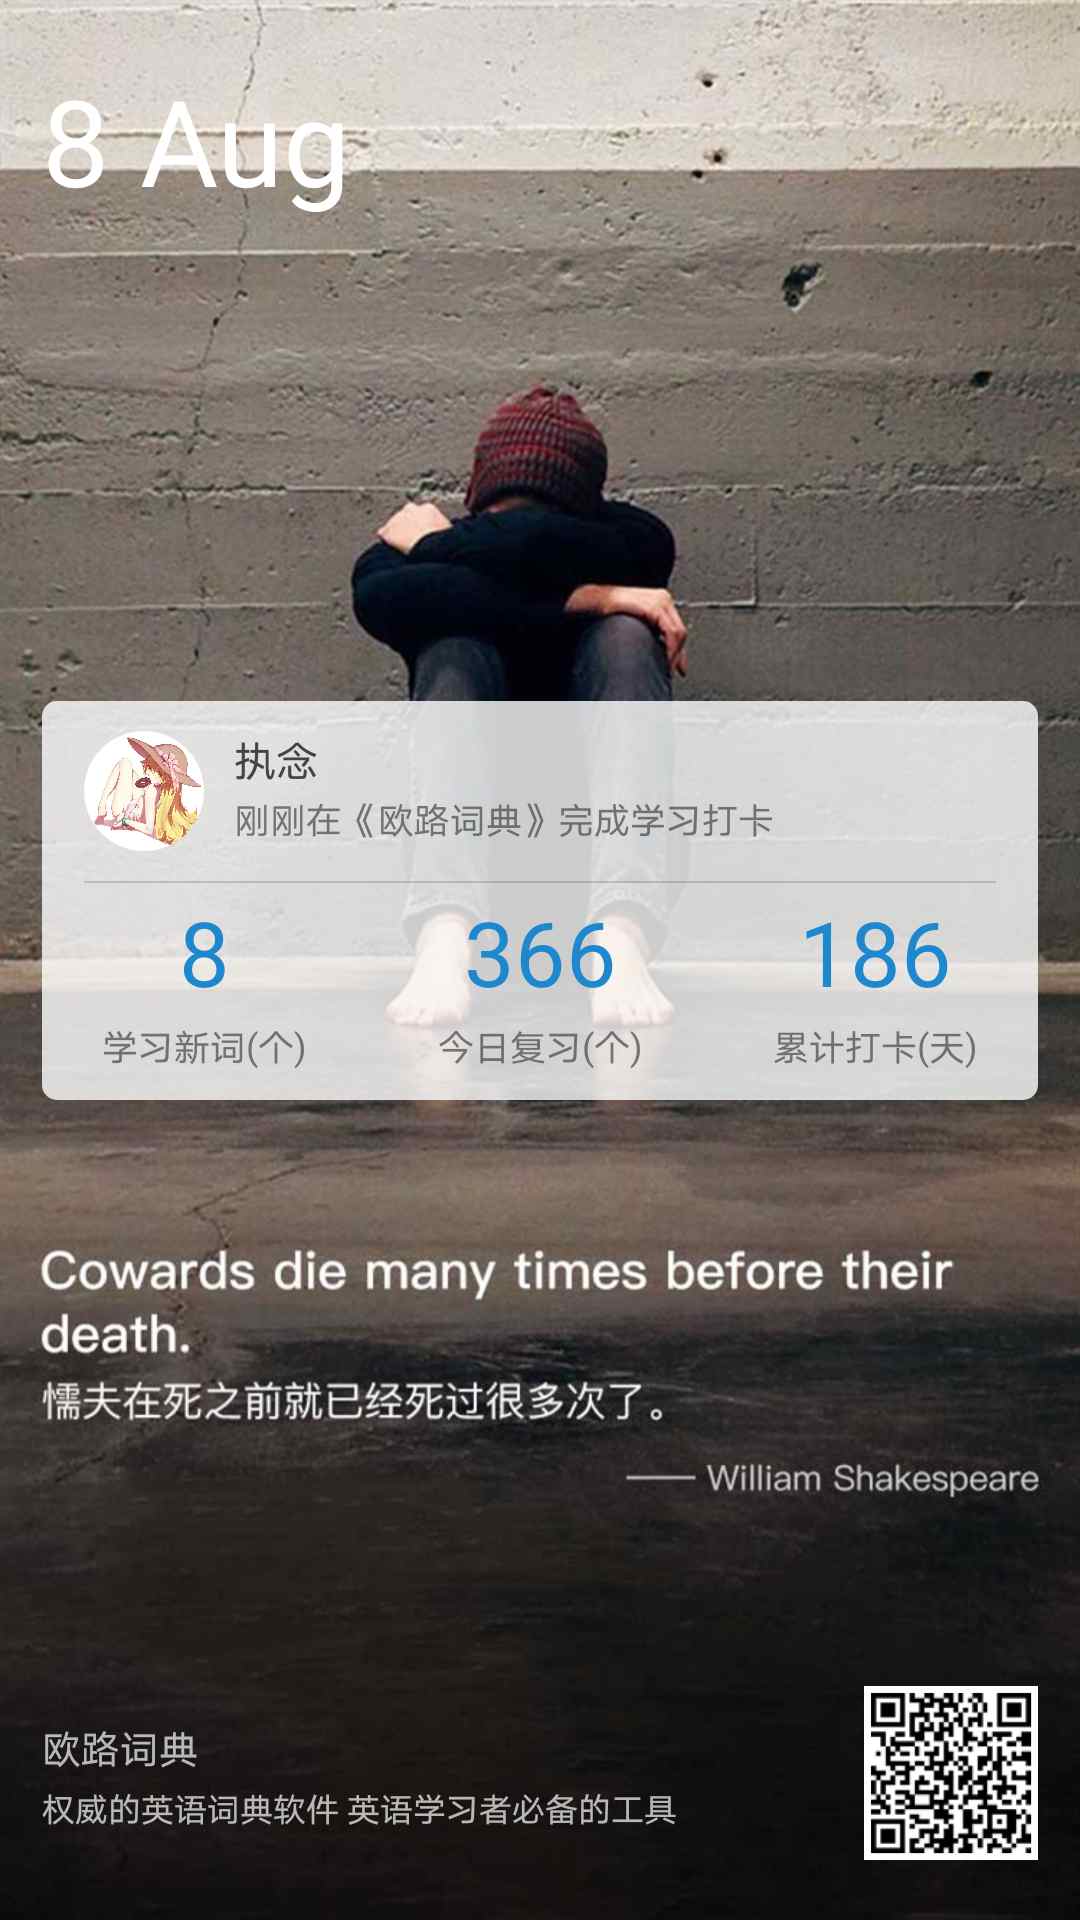 8 Aug
执念
刚刚在《欧路词典》完成学习打卡
8 366 186
学习新词(个) 今日复习(个) 累计打卡(天)
Cowards die many times before their
death.
懦夫在死之前就已经死过很多次了。
—— William Shakespeare
欧路词典
权威的英语词典软件 英语学习者必备的工具